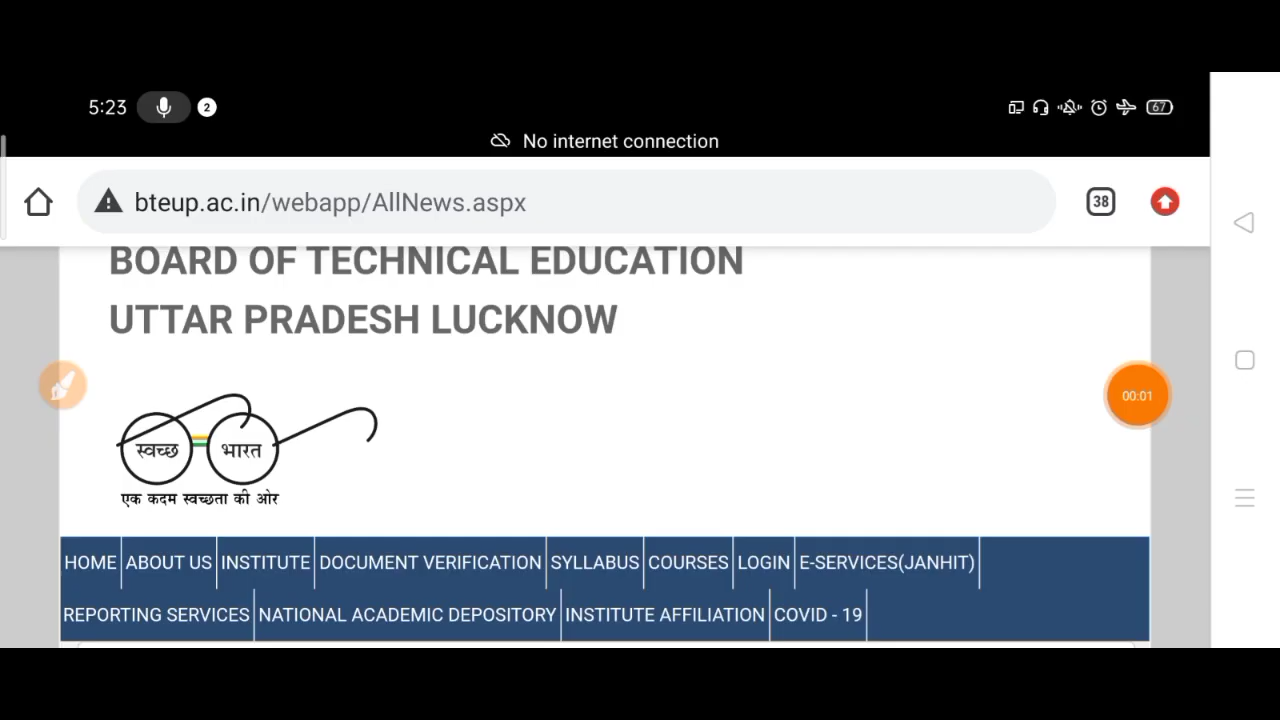 5:23 2 67
No internet connection
bteup.ac.in/webapp/AllNews.aspx 38
BOARD OF TECHNICAL EDUCATION
UTTAR PRADESH LUCKNOW
00:01
स्वच्छ भारत
एक कदम स्वच्छता की ओर
HOME ABOUT US INSTITUTE DOCUMENT VERIFICATION SYLLABUS COURSES LOGIN E-SERVICES(JANHIT)
REPORTING SERVICES NATIONAL ACADEMIC DEPOSITORY INSTITUTE AFFILIATION COVID - 19